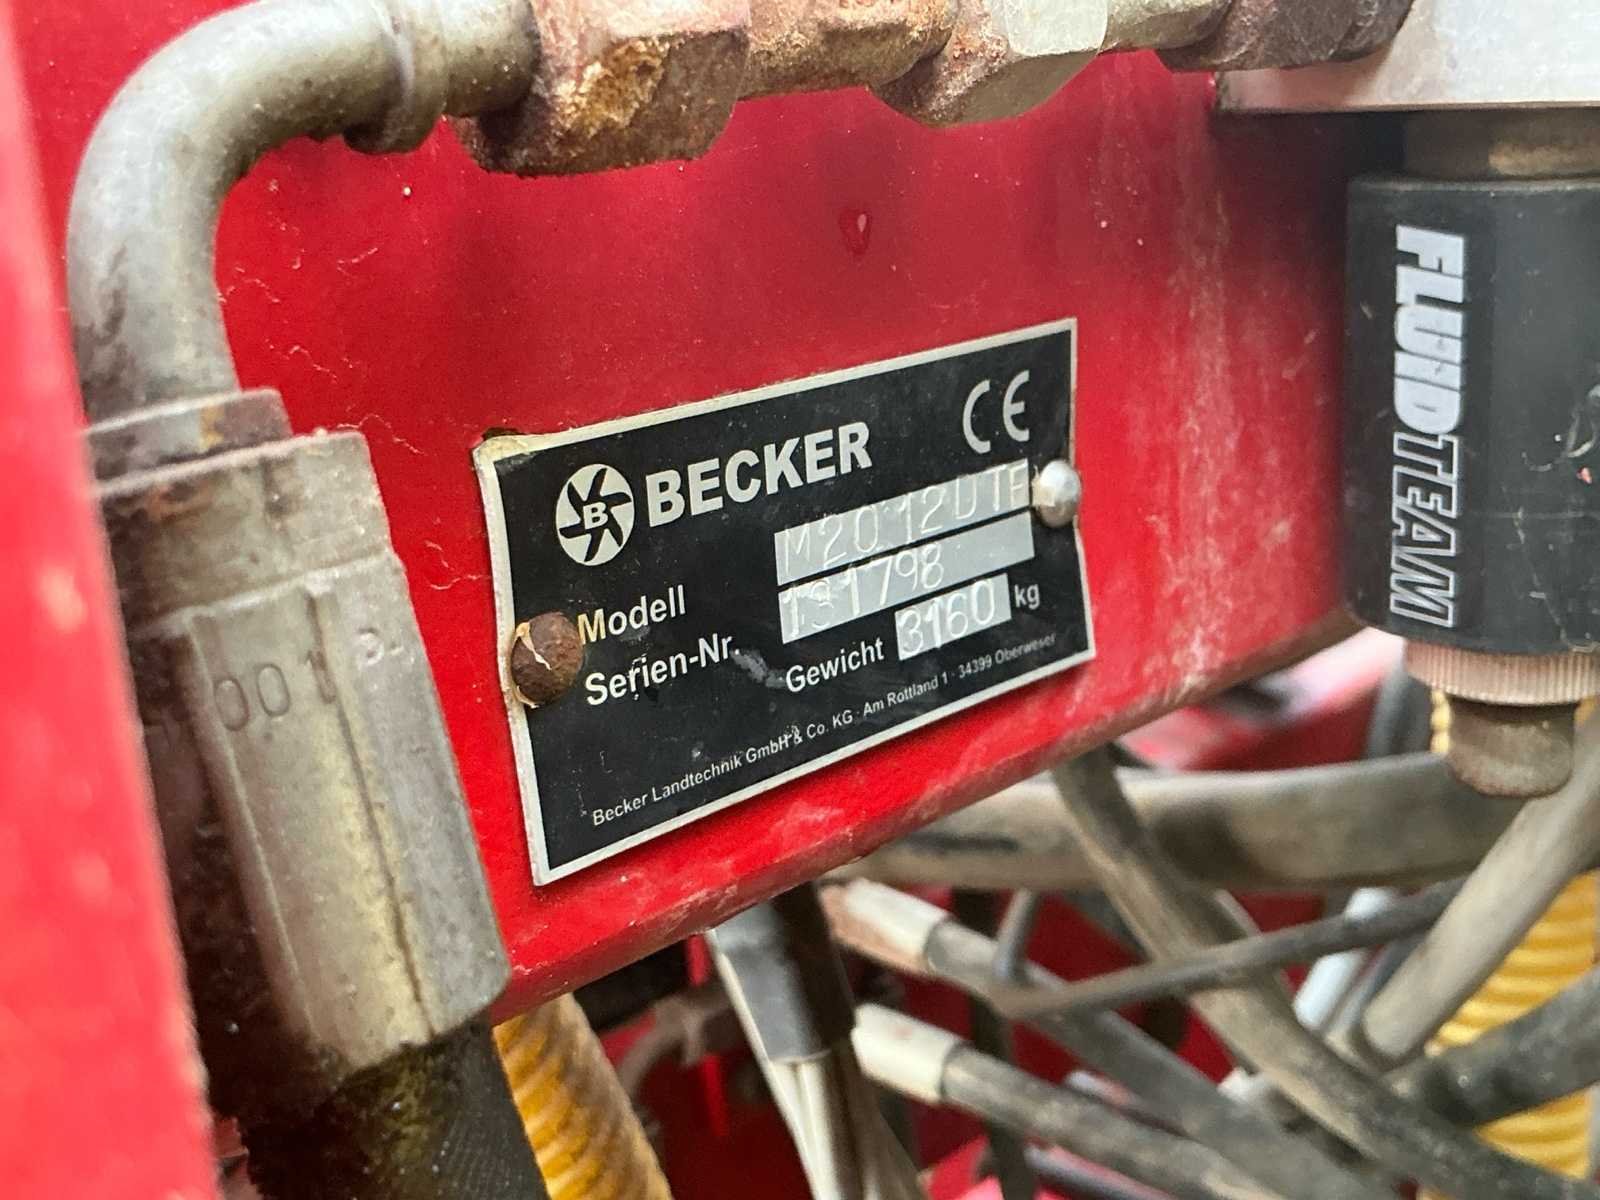 CE
B BECKER
Modell M2012DTF
Serien-Nr. 131798
Gewicht 3160 kg
Becker Landtechnik GmbH & Co. KG · Am Rottland 1 · 34399 Oberweser
FLUIDTEAM
001